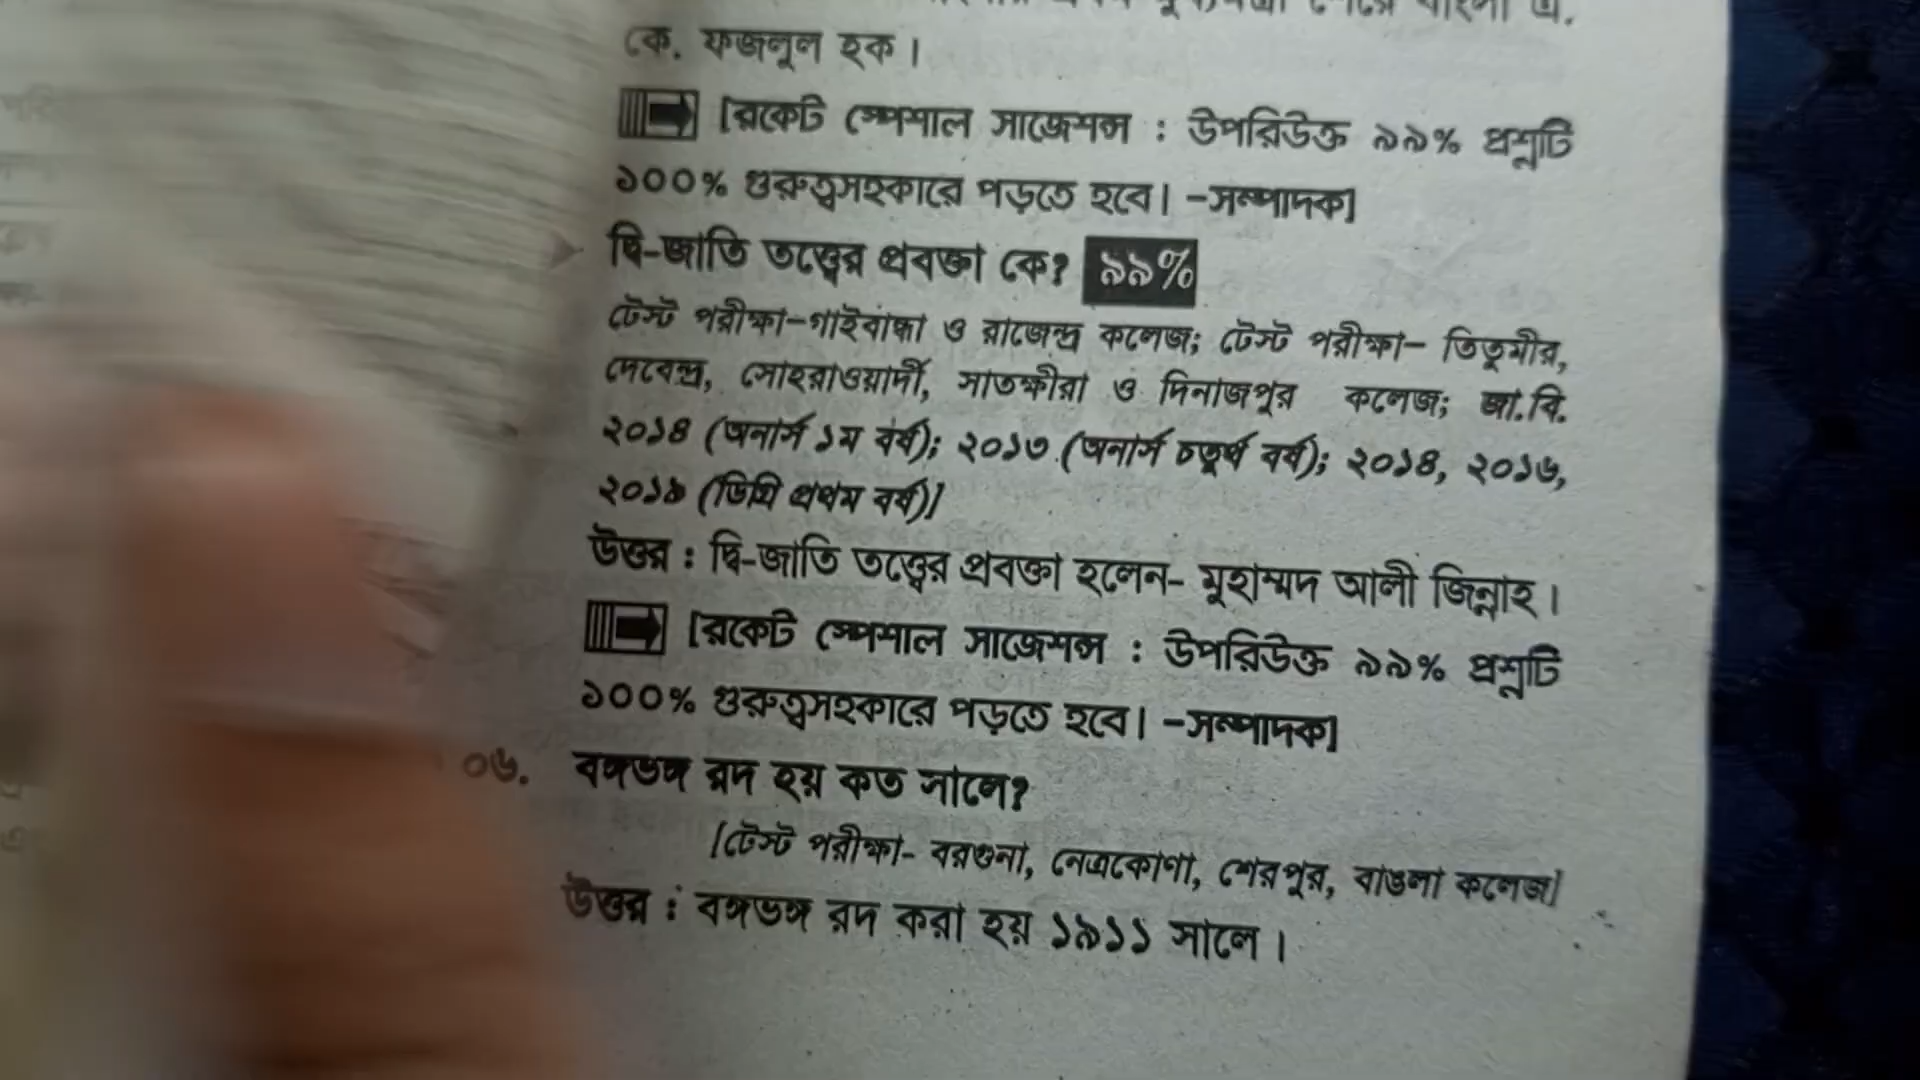 কে. ফজলুল হক।
[রকেট স্পেশাল সাজেশন্স : উপরিউক্ত ৯৯% প্রশ্নটি
১০০% গুরুত্বসহকারে পড়তে হবে। -সম্পাদক]
দ্বি-জাতি তত্ত্বের প্রবক্তা কে? ৯৯%
টেস্ট পরীক্ষা-গাইবান্ধা ও রাজেন্দ্র কলেজ; টেস্ট পরীক্ষা- তিতুমীর,
দেবেন্দ্র, সোহরাওয়ার্দী, সাতক্ষীরা ও দিনাজপুর কলেজ; জা.বি.
২০১৪ (অনার্স ১ম বর্ষ); ২০১৩ (অনার্স চতুর্থ বর্ষ); ২০১৪, ২০১৬,
(ডিগ্রি প্রথম বর্ষ)]
উত্তর : দ্বি-জাতি তত্ত্বের প্রবক্তা হলেন- মুহাম্মদ আলী জিন্নাহ।
[রকেট স্পেশাল সাজেশন্স : উপরিউক্ত ৯৯% প্রশ্নটি
১০০% গুরুত্বসহকারে পড়তে হবে। -সম্পাদক]
০৬. বঙ্গভঙ্গ রদ হয় কত সালে?
[টেস্ট পরীক্ষা- বরগুনা, নেত্রকোণা, শেরপুর, বাঙলা কলেজ]
উত্তর : বঙ্গভঙ্গ রদ করা হয় ১৯১১ সালে।